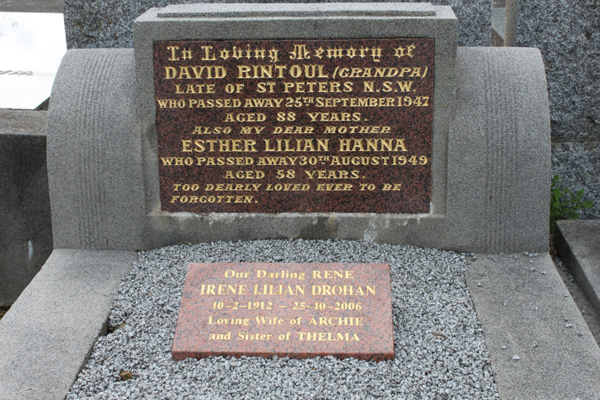 In Loving Memory of
DAVID RINTOUL (GRANDPA)
LATE OF ST PETERS N.S.W.
WHO PASSED AWAY 25TH SEPTEMBER 1947
AGED 88 YEARS.
ALSO MY DEAR MOTHER
ESTHER LILIAN HANNA
WHO PASSED AWAY 30TH AUGUST 1949
AGED 58 YEARS.
TOO DEARLY LOVED EVER TO BE
FORGOTTEN.
Our Darling RENE
IRENE LILIAN DROHAN
10-2-1912 - 25-10-2006
Loving Wife of ARCHIE
and Sister of THELMA